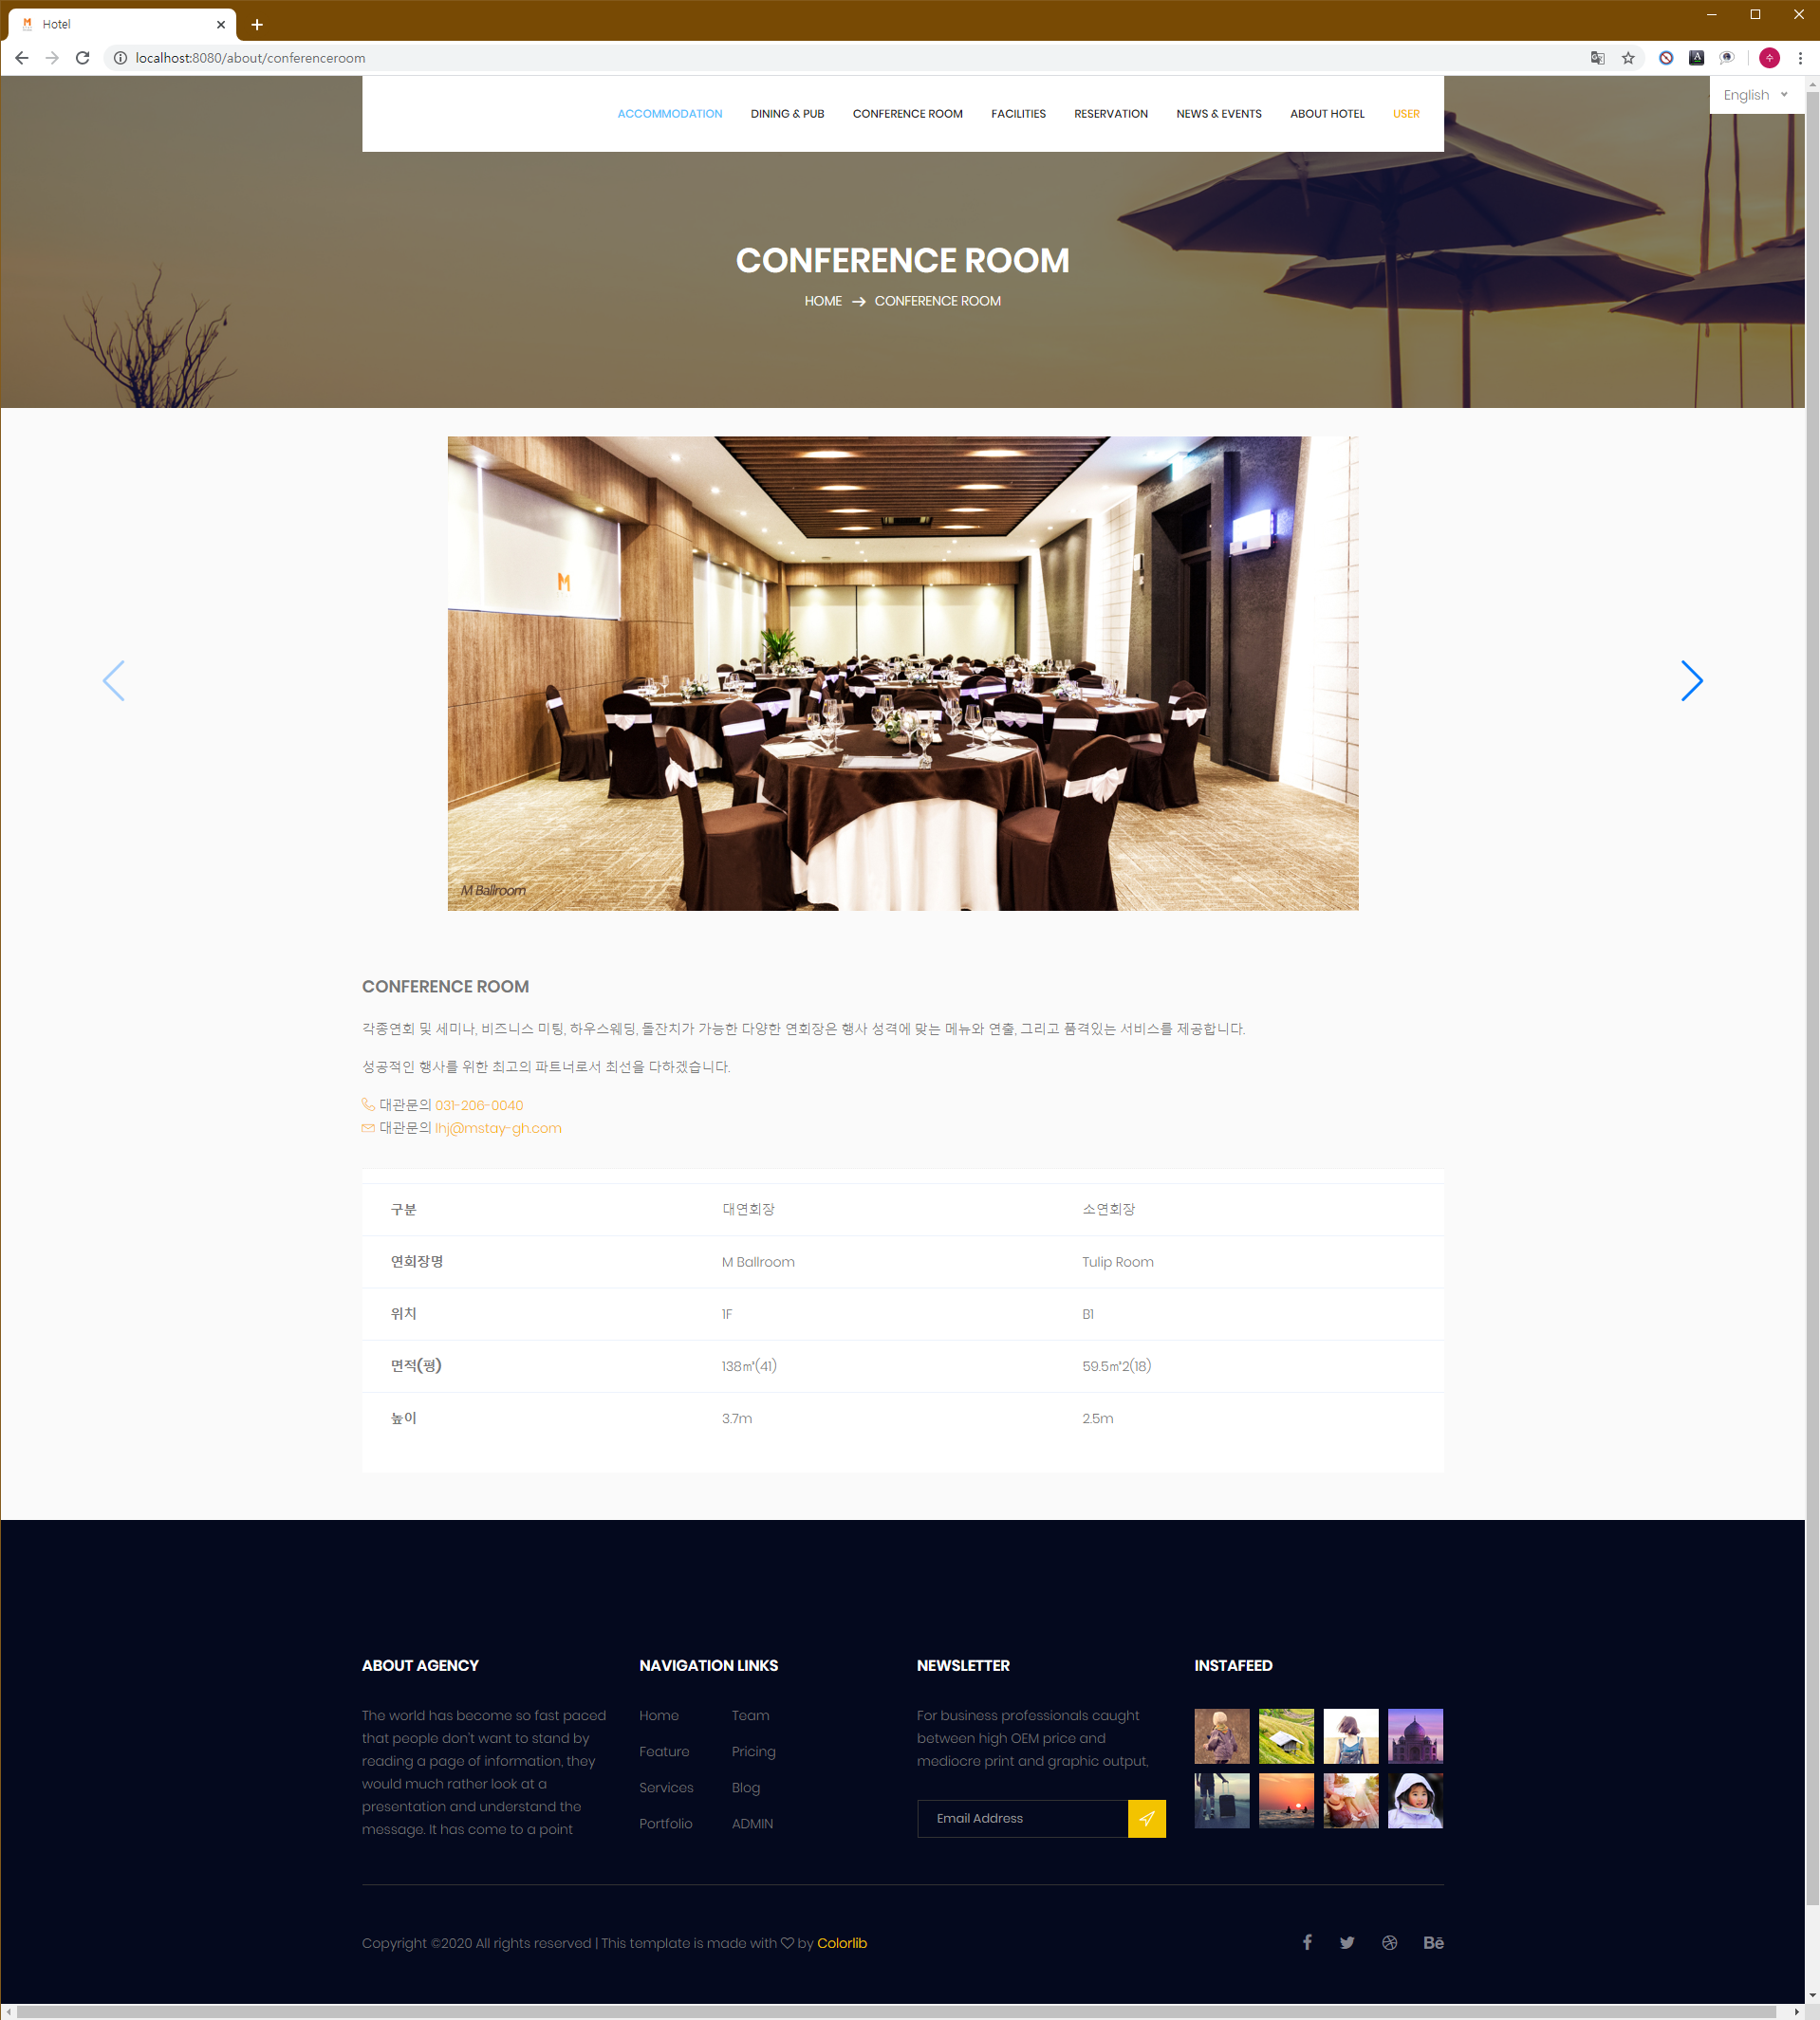 Hotel
localhost:8080/about/conferenceroom
English
ACCOMMODATION DINING & PUB CONFERENCE ROOM FACILITIES RESERVATION NEWS & EVENTS ABOUT HOTEL USER
CONFERENCE ROOM
HOME → CONFERENCE ROOM
M
M Ballroom
CONFERENCE ROOM
각종연회 및 세미나, 비즈니스 미팅, 하우스웨딩, 돌잔치가 가능한 다양한 연회장은 행사 성격에 맞는 메뉴와 연출, 그리고 품격있는 서비스를 제공합니다.
성공적인 행사를 위한 최고의 파트너로서 최선을 다하겠습니다.
대관문의 031-206-0040
대관문의 lhj@mstay-gh.com
구분 대연회장 소연회장
연회장명 M Ballroom Tulip Room
위치 1F B1
면적(평) 138㎡(41) 59.5㎡2(18)
높이 3.7m 2.5m
ABOUT AGENCY
The world has become so fast paced
that people don't want to stand by
reading a page of information, they
would much rather look at a
presentation and understand the
message. It has come to a point
NAVIGATION LINKS
Home Team
Feature Pricing
Services Blog
Portfolio ADMIN
NEWSLETTER
For business professionals caught
between high OEM price and
mediocre print and graphic output,
Email Address
INSTAFEED
Copyright ©2020 All rights reserved | This template is made with ♡ by Colorlib
Bē